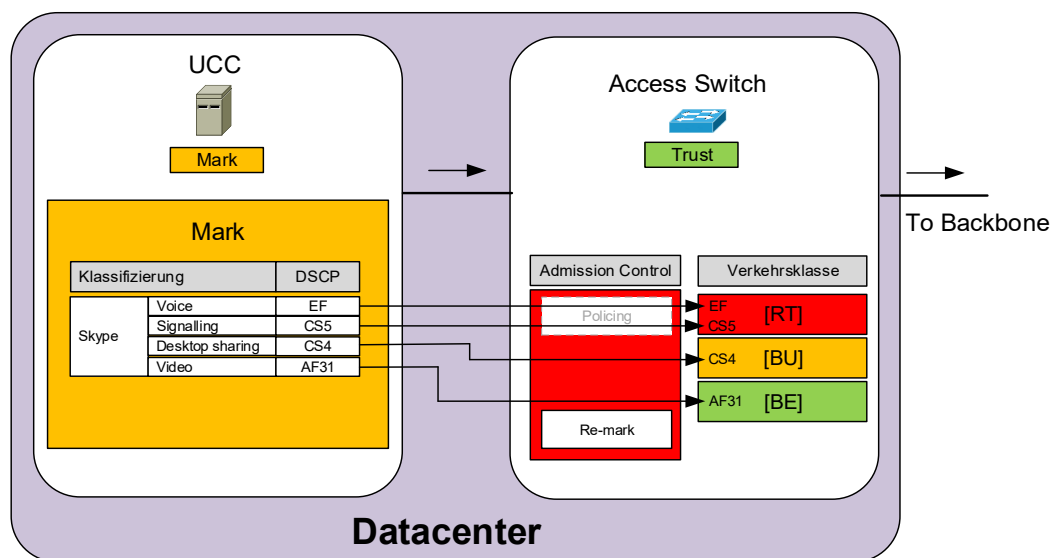 UCC
Mark
Mark
Klassifizierung DSCP
Skype
Voice EF
Signalling CS5
Desktop sharing CS4
Video AF31
Access Switch
Trust
Admission Control
Policing
Re-mark
Verkehrsklasse
EF [RT]
CS5
CS4 [BU]
AF31 [BE]
To Backbone
Datacenter